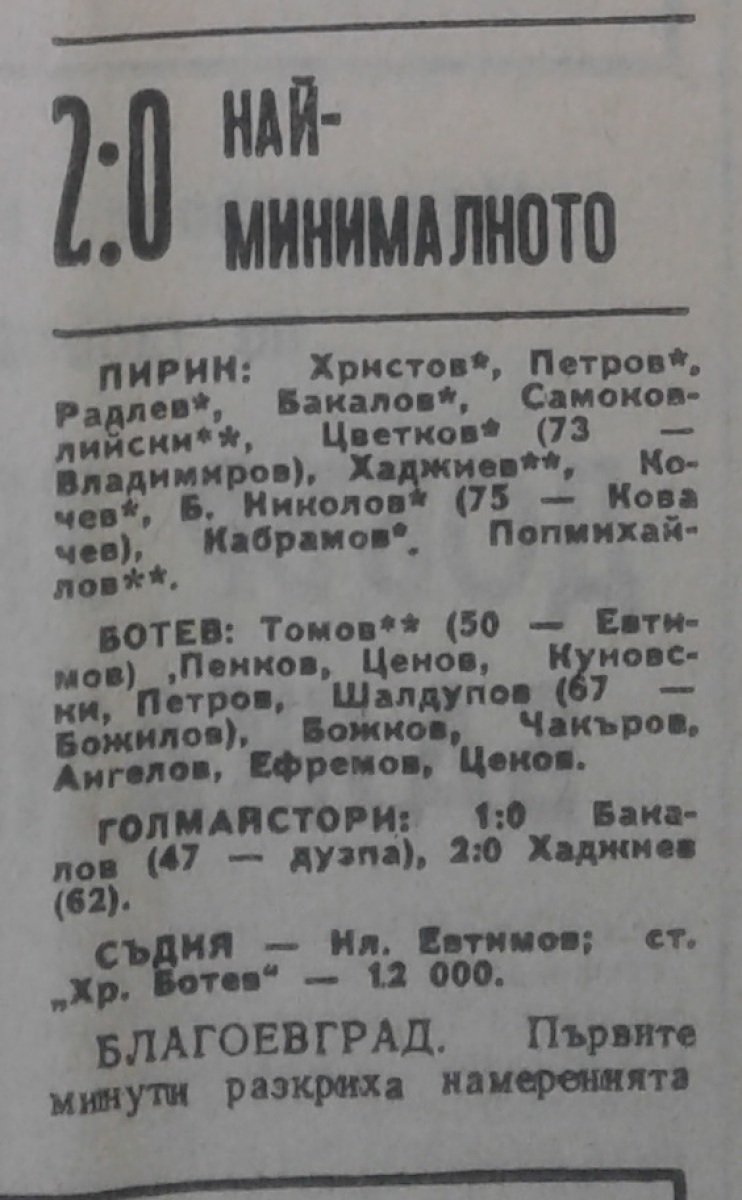 2:0 НАЙ-
МИНИМАЛНОТО
ПИРИН: Христов*, Петров*,
Радлев*, Бакалов*, Самоков-
лийски**, Цветков* (73 —
Владимиров), Хаджиев**, Ко-
чев*, Б. Николов* (75 — Кова
чев), Кабрамов*. Попмихай-
лов**.
БОТЕВ: Томов** (50 — Евти-
мов) ,Пенков, Ценов, Куновс-
ки, Петров, Шалдупов (67 —
Божилов), Божков, Чакъров,
Ангелов, Ефремов, Ценов.
ГОЛМАЙСТОРИ: 1:0 Бака-
лов (47 — дузпа), 2:0 Хаджиев
(62).
СЪДИЯ — Ил. Евтимов; ст.
„Хр. Ботев“ — 12 000.
БЛАГОЕВГРАД. Първите
минути разкриха намеренията